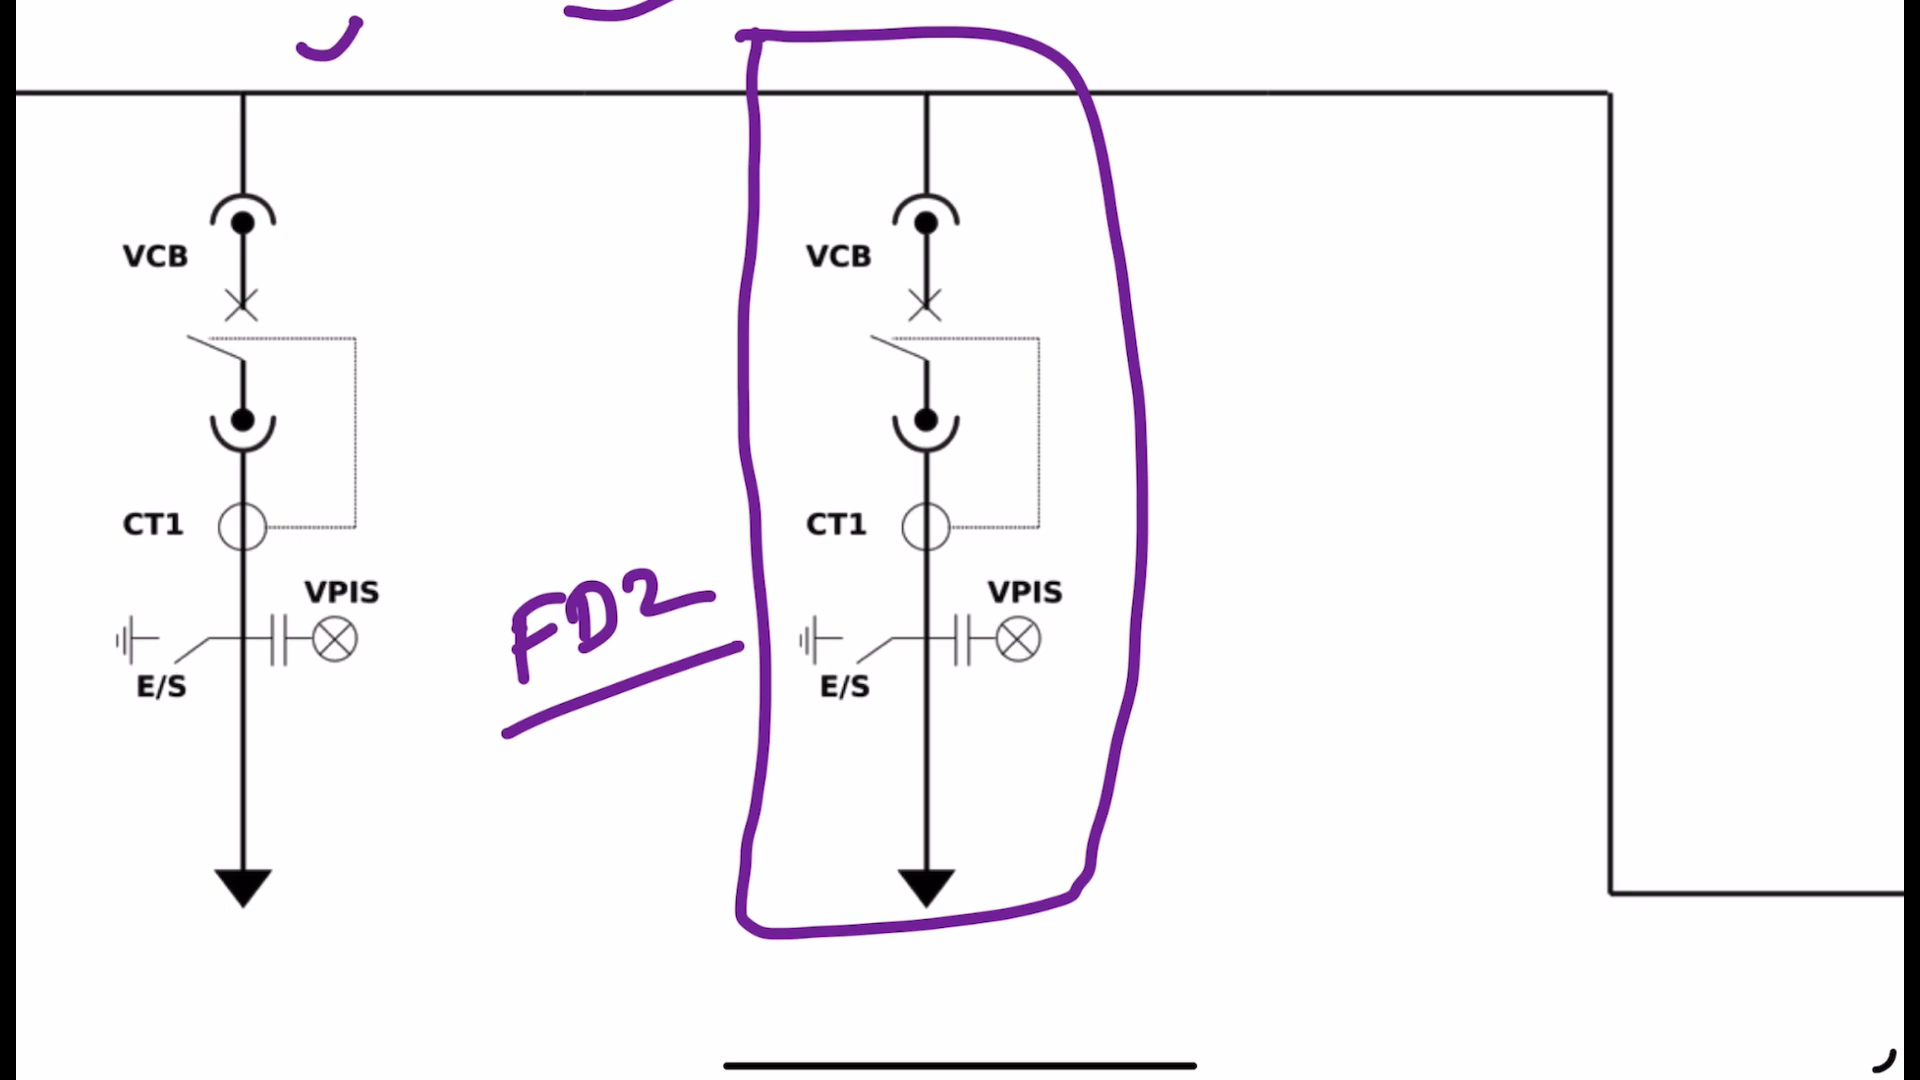 VCB VCB
CT1 CT1
FD2
VPIS VPIS
E/S E/S